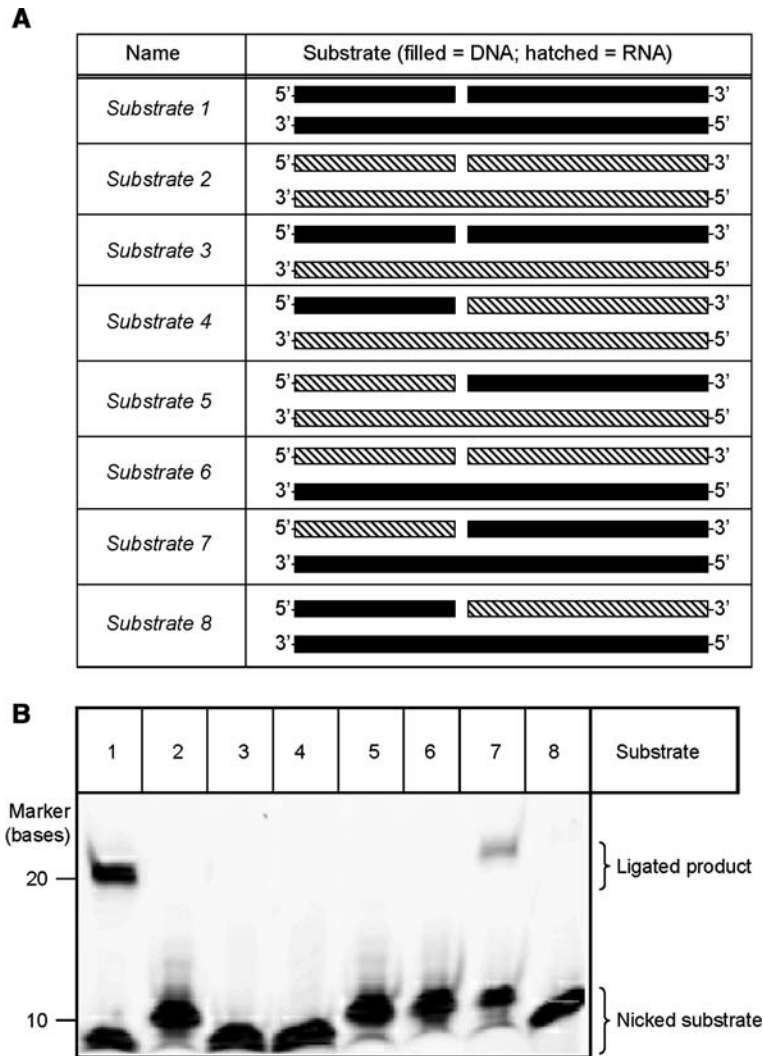 A
Name Substrate (filled = DNA; hatched = RNA)
Substrate 1 5' -3'
3' -5'
Substrate 2 5' -3'
3' -5'
Substrate 3 5' -3'
3' -5'
Substrate 4 5' -3'
3' -5'
Substrate 5 5' -3'
3' -5'
Substrate 6 5' -3'
3' -5'
Substrate 7 5' -3'
3' -5'
Substrate 8 5' -3'
3' -5'
B
1 2 3 4 5 6 7 8 Substrate
Marker
(bases)
20
Ligated product
10
Nicked substrate